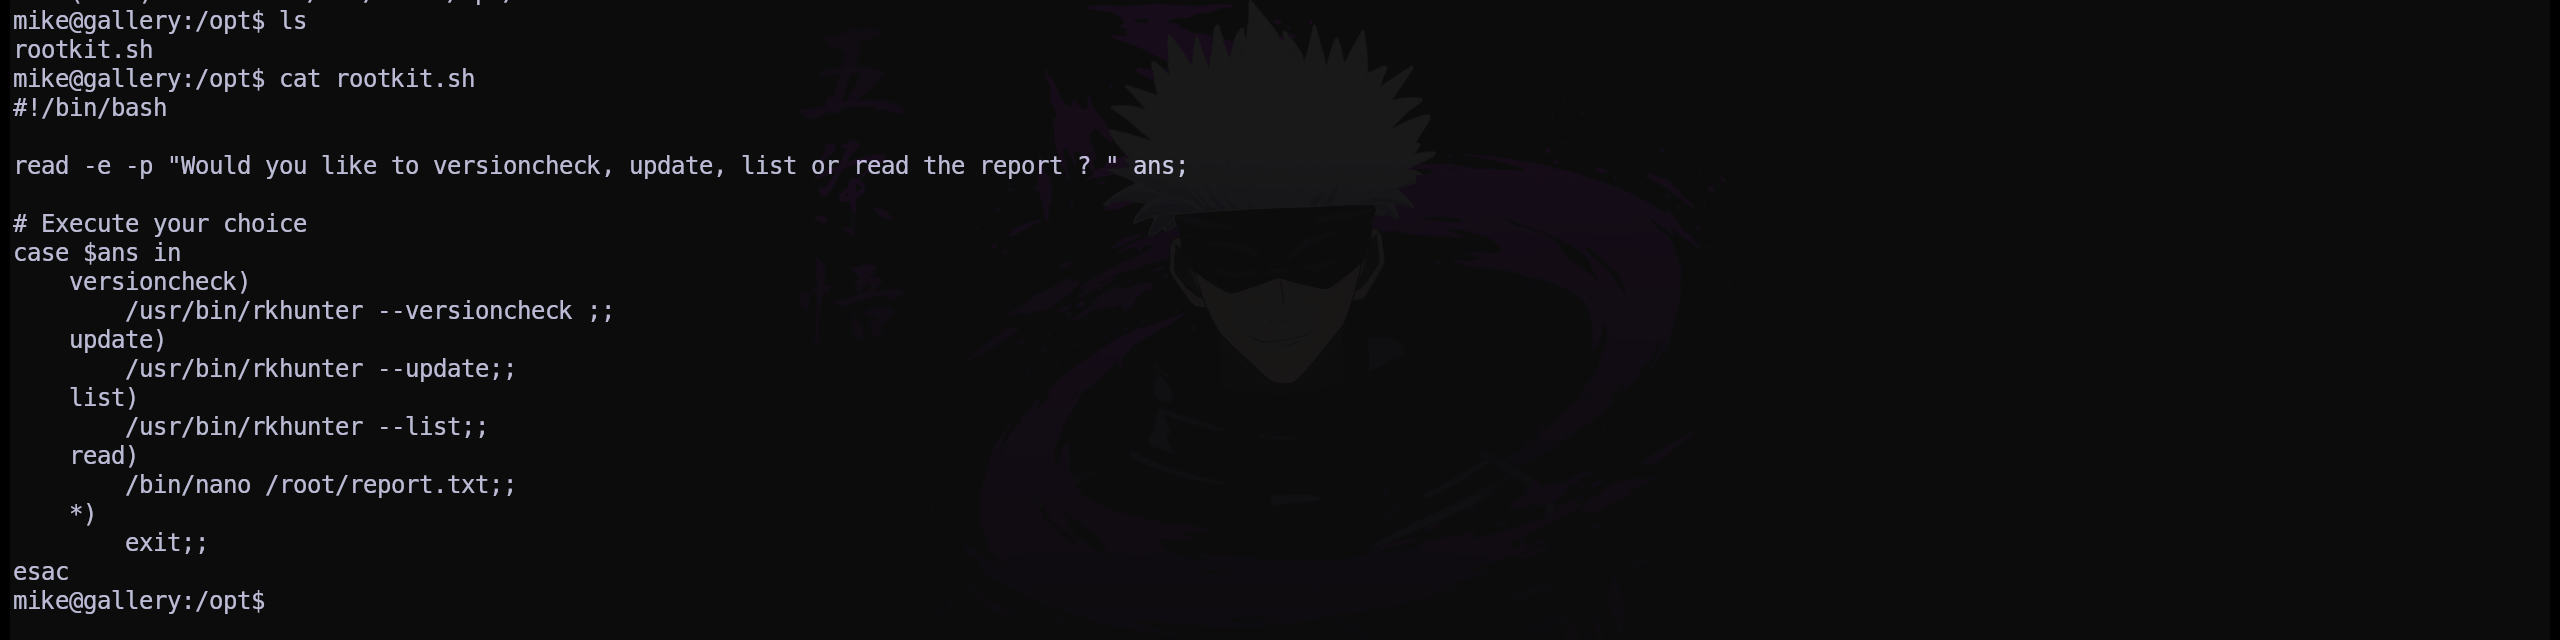 mike@gallery:/opt$ ls
rootkit.sh
mike@gallery:/opt$ cat rootkit.sh
#!/bin/bash

read -e -p "Would you like to versioncheck, update, list or read the report ? " ans;

# Execute your choice
case $ans in
    versioncheck)
        /usr/bin/rkhunter --versioncheck ;;
    update)
        /usr/bin/rkhunter --update;;
    list)
        /usr/bin/rkhunter --list;;
    read)
        /bin/nano /root/report.txt;;
    *)
        exit;;
esac
mike@gallery:/opt$
五
条
悟